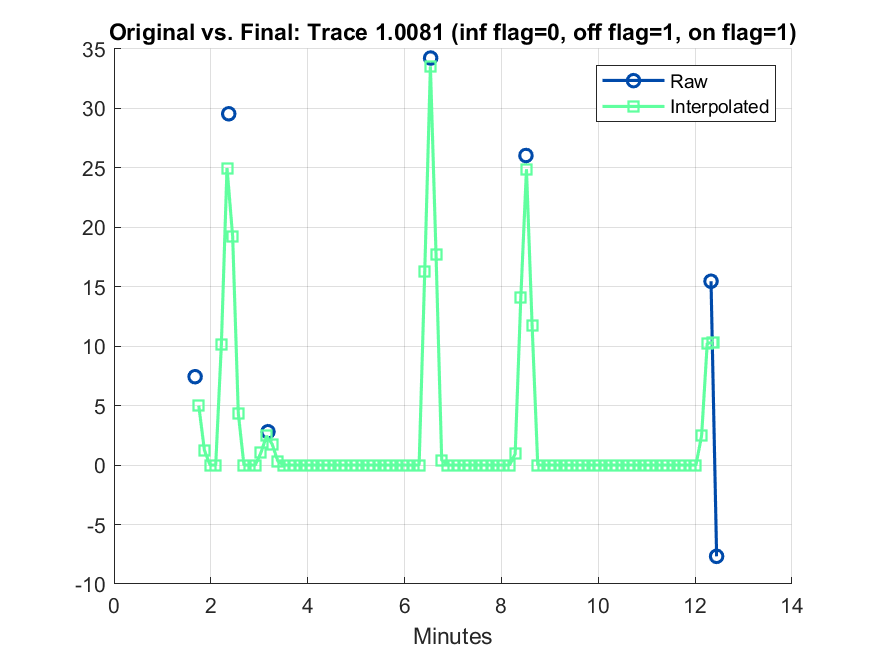 Original vs. Final: Trace 1.0081 (inf flag=0, off flag=1, on flag=1)
35
30
25
20
15
10
5
0
-5
-10
Raw
Interpolated
0 2 4 6 8 10 12 14
Minutes